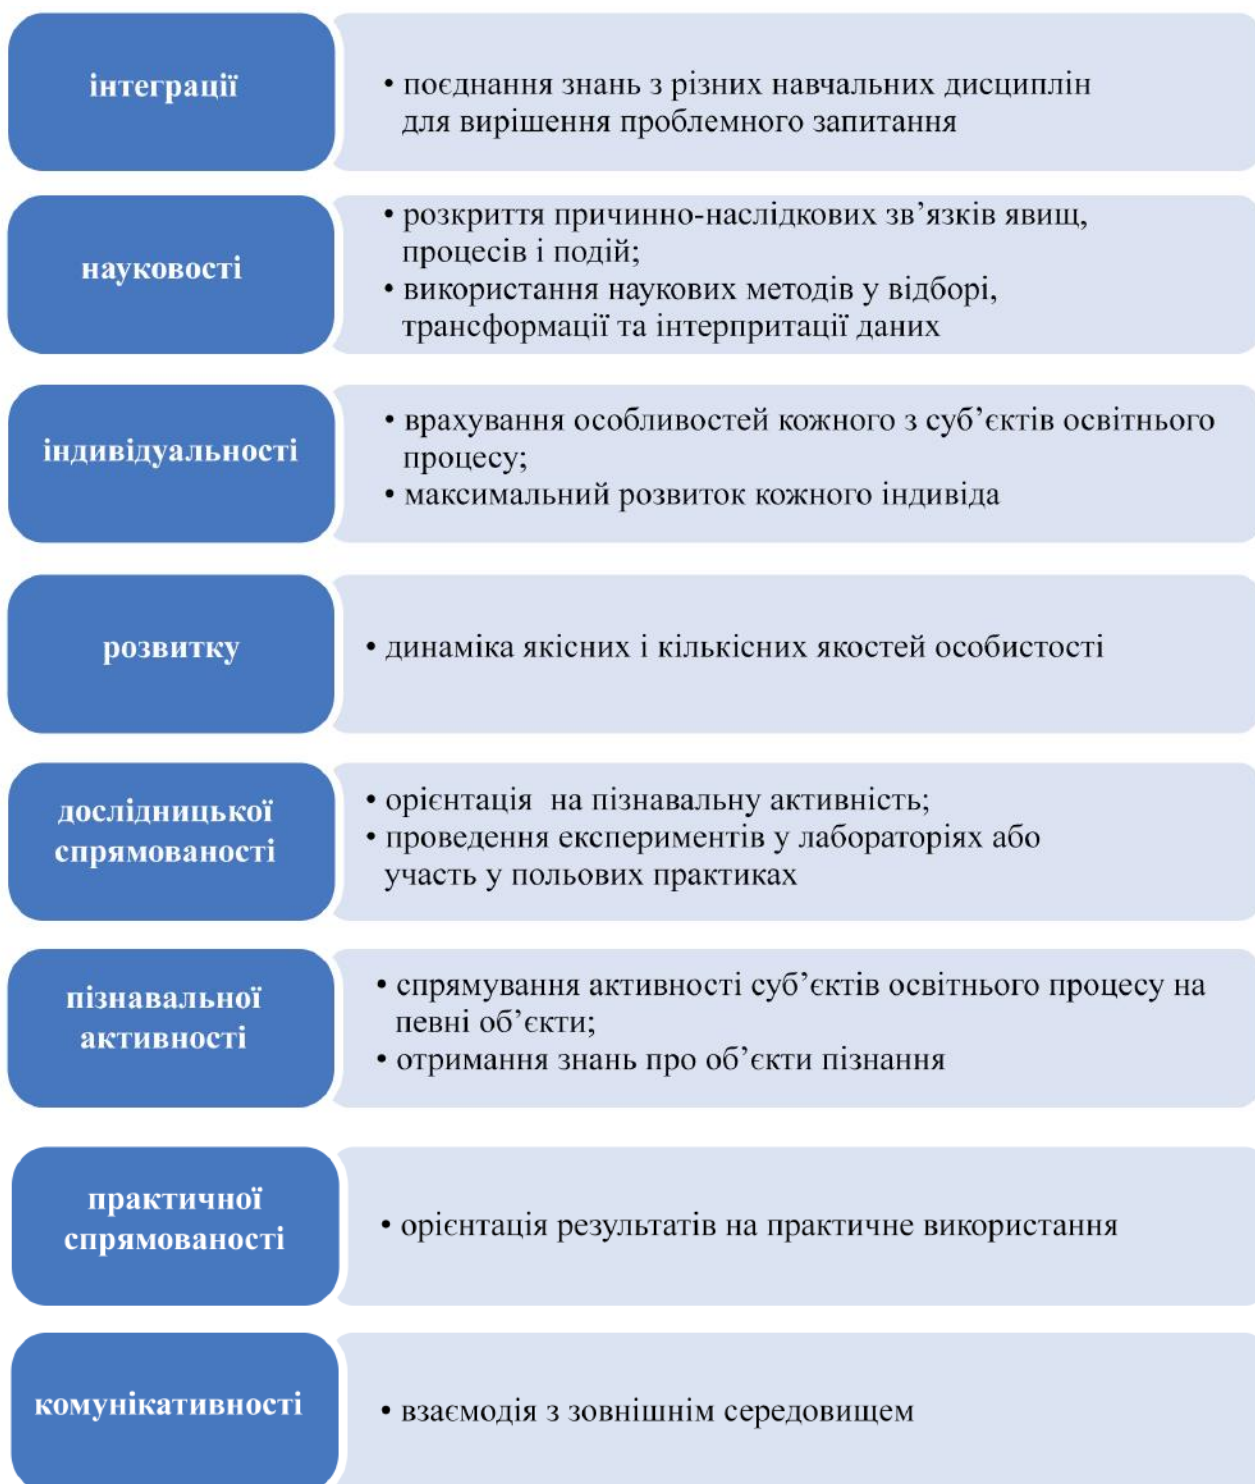 інтеграції
• поєднання знань з різних навчальних дисциплін
для вирішення проблемного запитання
науковості
• розкриття причинно-наслідкових зв’язків явищ,
процесів і подій;
• використання наукових методів у відборі,
трансформації та інтерпритації даних
індивідуальності
• врахування особливостей кожного з суб’єктів освітнього
процесу;
• максимальний розвиток кожного індивіда
розвитку
• динаміка якісних і кількісних якостей особистості
дослідницької
спрямованості
• орієнтація на пізнавальну активність;
• проведення експериментів у лабораторіях або
участь у польових практиках
пізнавальної
активності
• спрямування активності суб’єктів освітнього процесу на
певні об’єкти;
• отримання знань про об’єкти пізнання
практичної
спрямованості
• орієнтація результатів на практичне використання
комунікативності
• взаємодія з зовнішнім середовищем